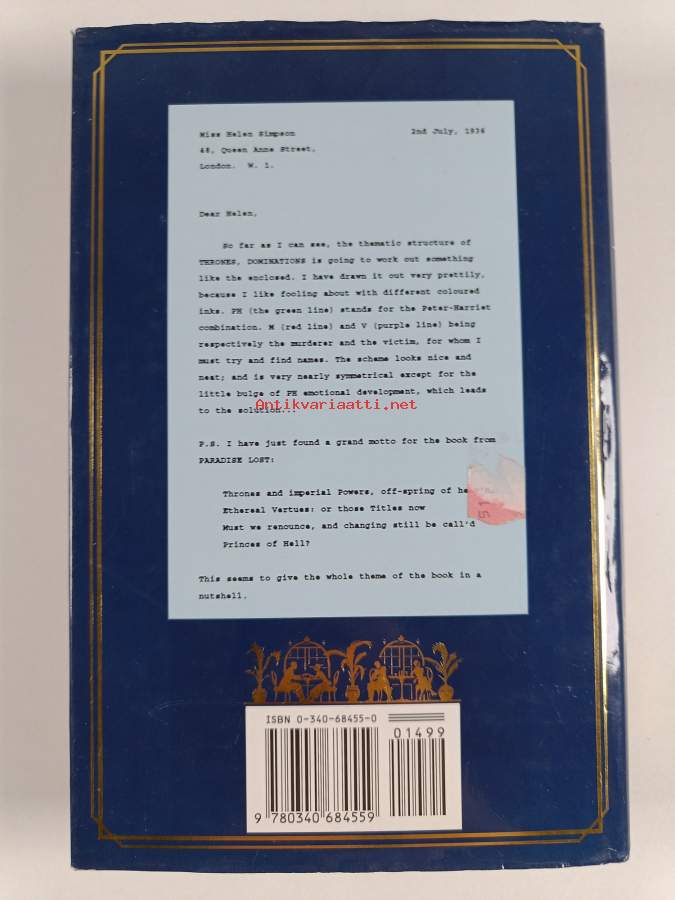 Miss Helen Simpson 2nd July, 1936
48, Queen Anne Street,
London. W. 1.
Dear Helen,
So far as I can see, the thematic structure of
THRONES, DOMINATIONS is going to work out something
like the enclosed. I have drawn it out very prettily,
because I like fooling about with different coloured
inks. PH (the green line) stands for the Peter-Harriet
combination. M (red line) and V (purple line) being
respectively the murderer and the victim, for whom I
must try and find names. The scheme looks nice and
neat; and is very nearly symmetrical except for the
little bulge of PH emotional development, which leads
Antikvariaatti.net
to the solution...
P.S. I have just found a grand motto for the book from
PARADISE LOST:
Thrones and imperial Powers, off-spring of
Ethereal Vertues; or those Titles now
Must we renounce, and changing still be call'd
Princes of Hell?
This seems to give the whole theme of the book in a
nutshell.
ISBN 0-340-68455-0
01499
9 780340 684559